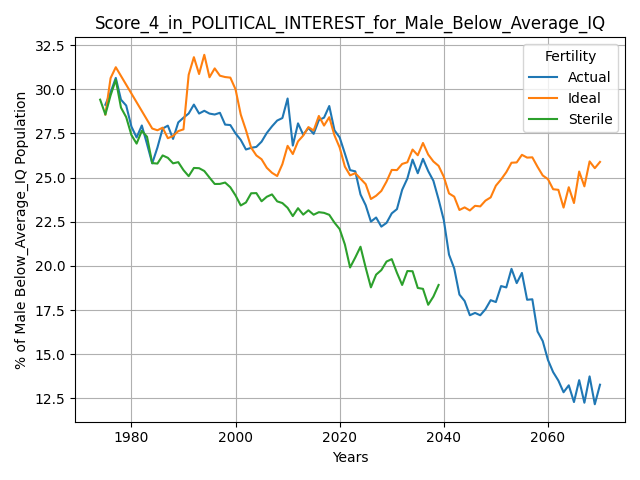 Score_4_in_POLITICAL_INTEREST_for_Male_Below_Average_IQ
% of Male Below_Average_IQ Population
32.5
30.0
27.5
25.0
22.5
20.0
17.5
15.0
12.5
Fertility
Actual
Ideal
Sterile
1980
2000
2020
2040
2060
Years